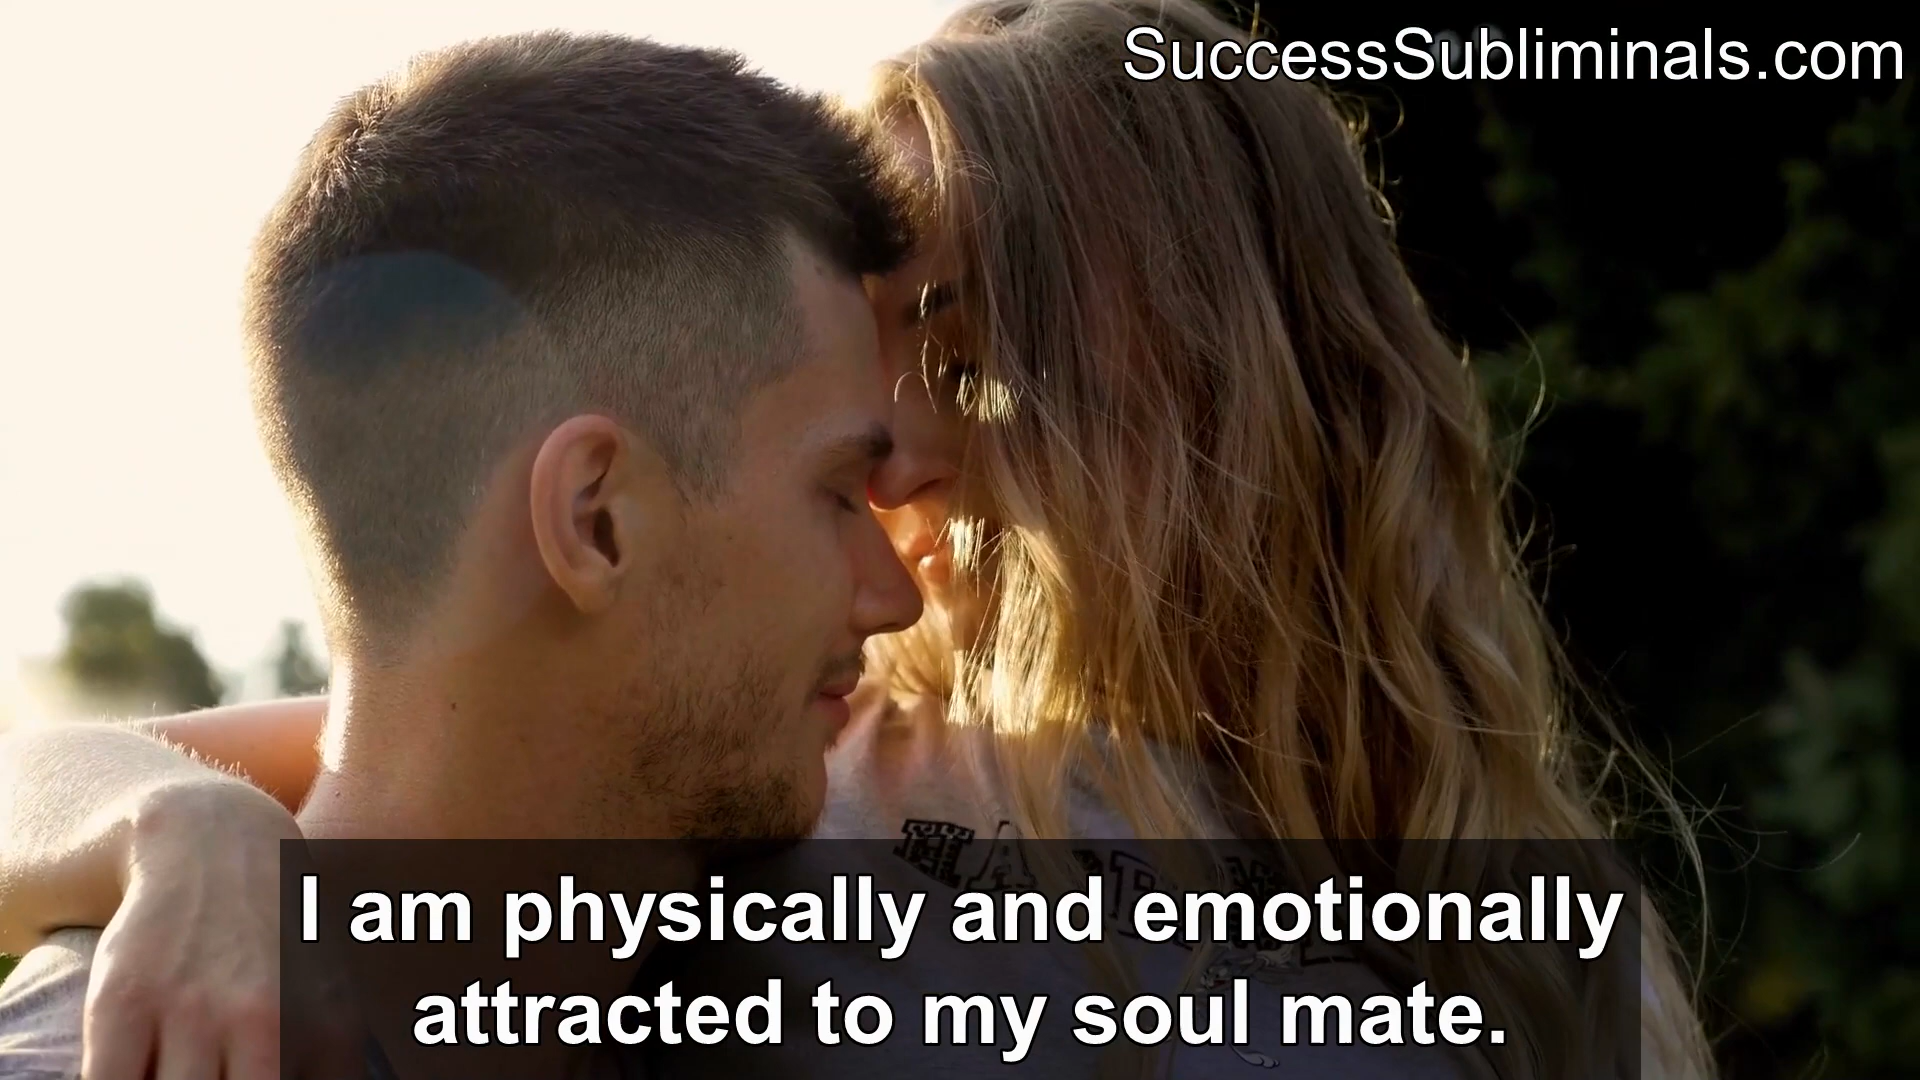 SuccessSubliminals.com
I am physically and emotionally
attracted to my soul mate.